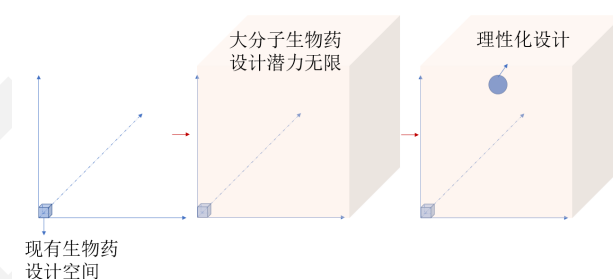 大分子生物药
设计潜力无限
理性化设计
现有生物药
设计空间